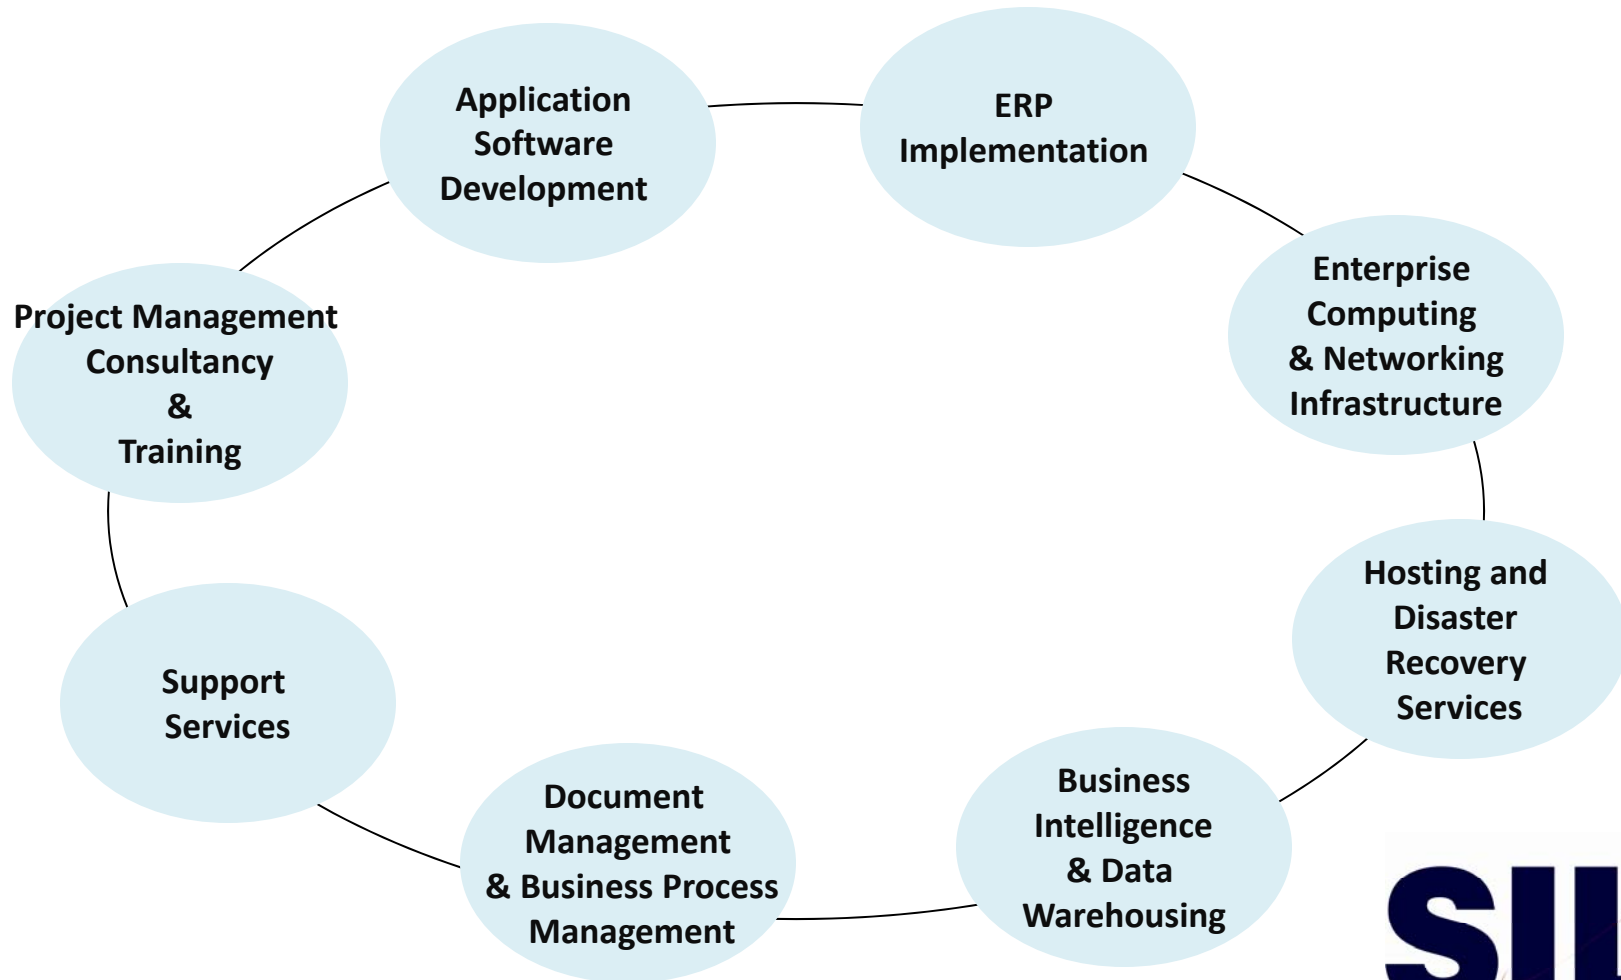 Application
Software
Development
ERP
Implementation
Enterprise
Computing
& Networking
Infrastructure
Hosting and
Disaster
Recovery
Services
Business
Intelligence
& Data
Warehousing
Document
Management
& Business Process
Management
Support
Services
Project Management
Consultancy
&
Training